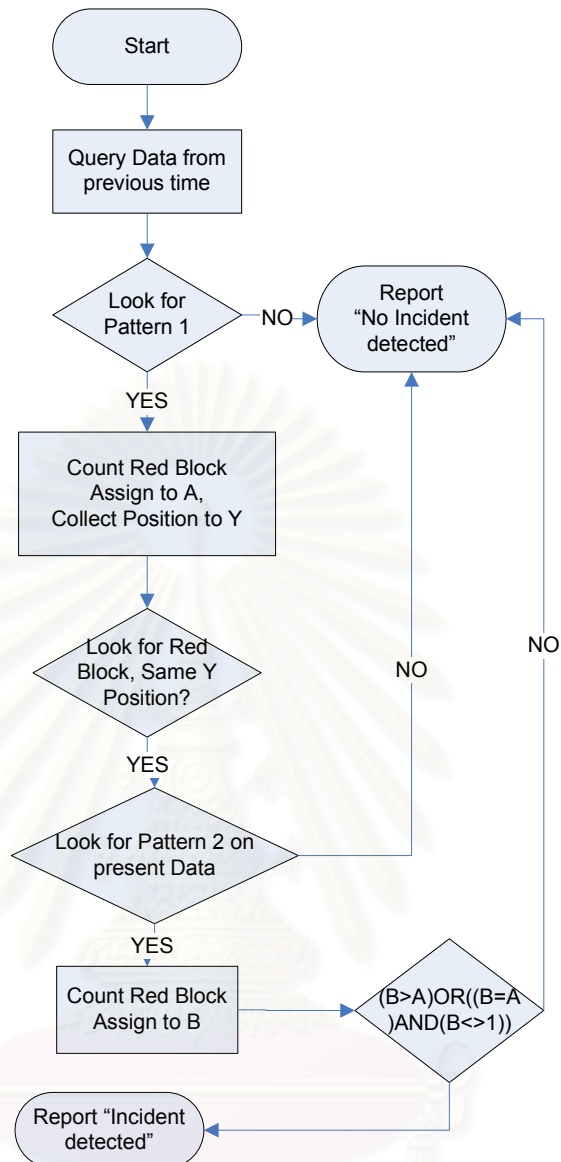 Start
Query Data from
previous time
Look for
Pattern 1
NO
Report
“No Incident
detected”
YES
Count Red Block
Assign to A,
Collect Position to Y
Look for Red
Block, Same Y
Position?
NO
NO
YES
Look for Pattern 2 on
present Data
YES
Count Red Block
Assign to B
(B>A)OR((B=A
)AND(B<>1))
Report “Incident
detected”